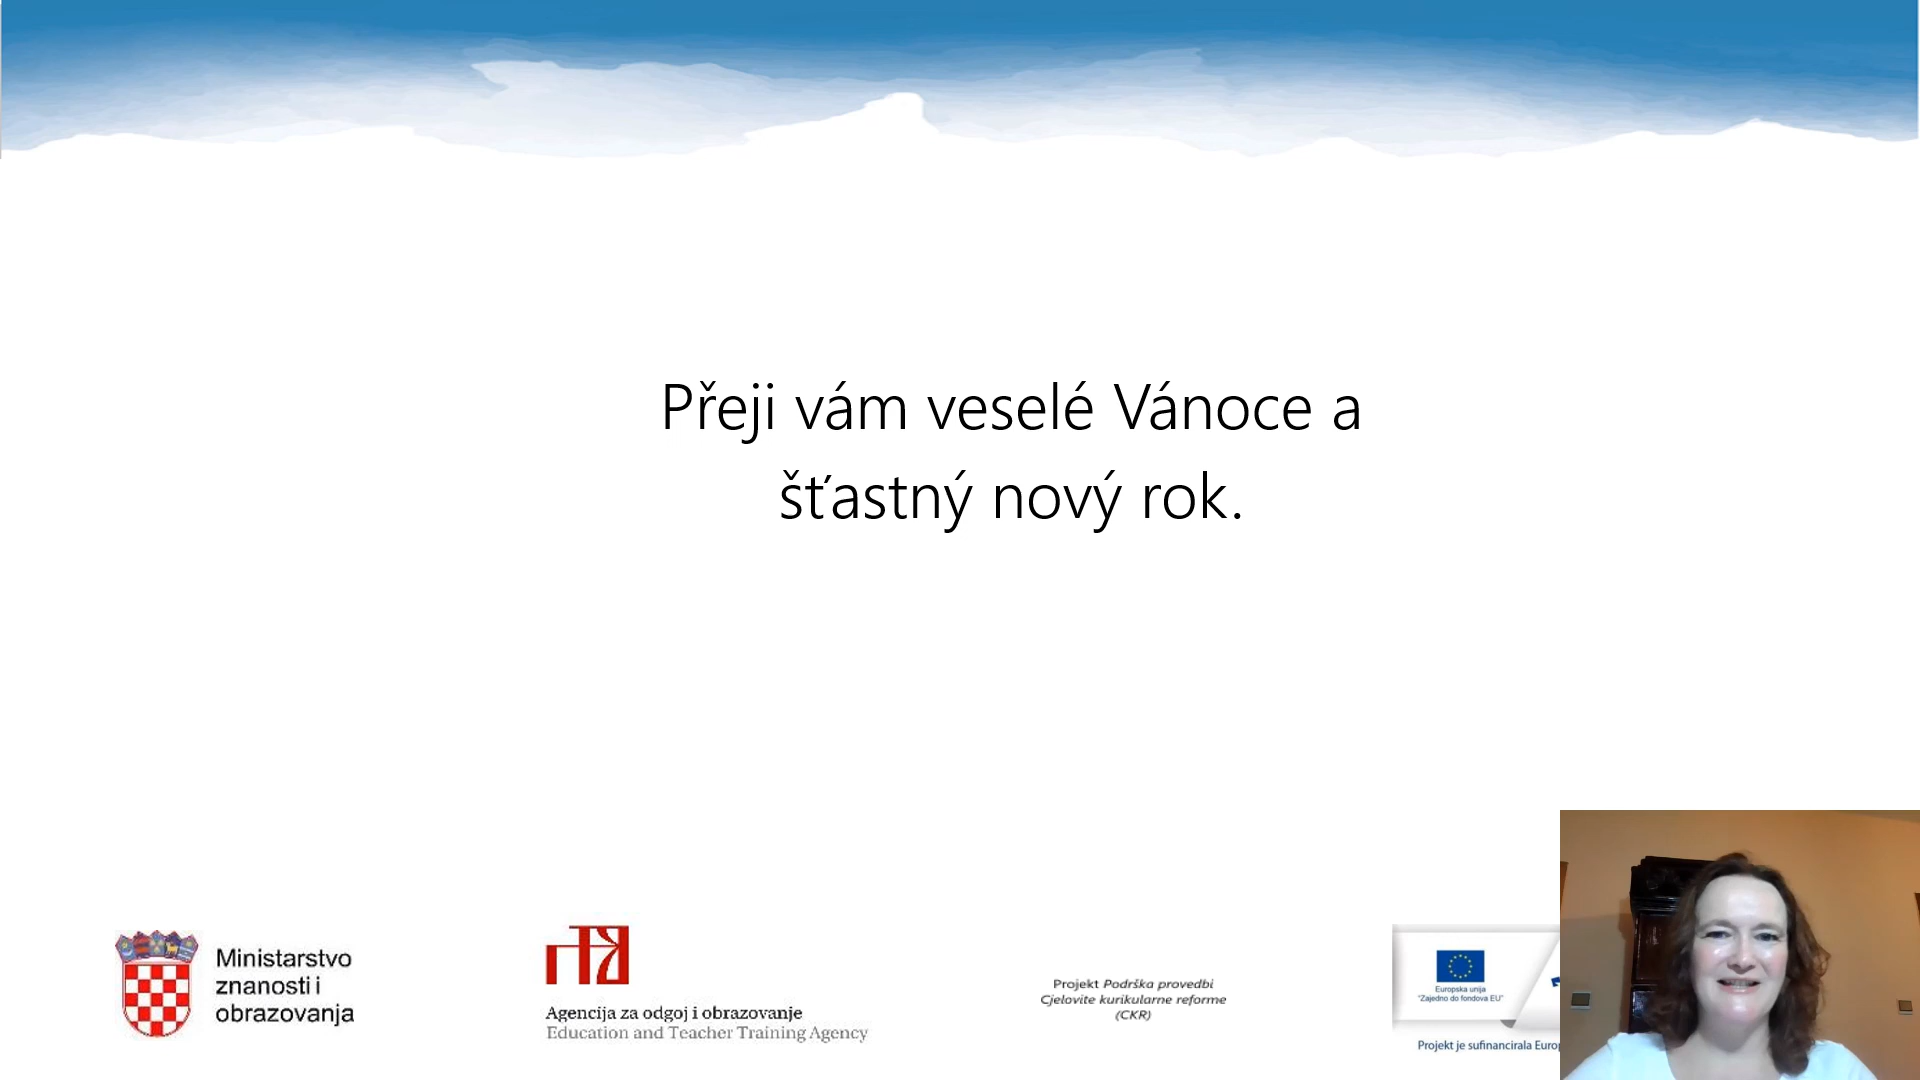 Přeji vám veselé Vánoce a
šťastný nový rok.
Ministarstvo
znanosti i
obrazovanja
Agencija za odgoj i obrazovanje
Education and Teacher Training Agency
Projekt Podrška provedbi
Cjelovite kurikularne reforme
(CKR)
Europska unija
"Zajedno do fondova EU"
Projekt je sufinancirala